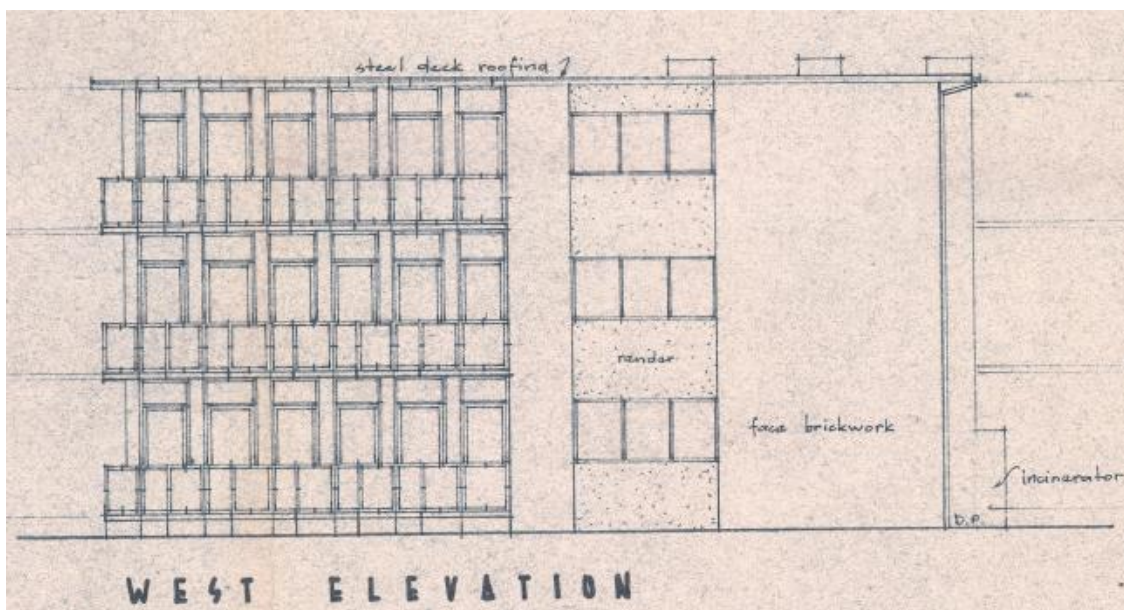 steel deck roofing
render
face brickwork
incinerator
d.p.
WEST ELEVATION